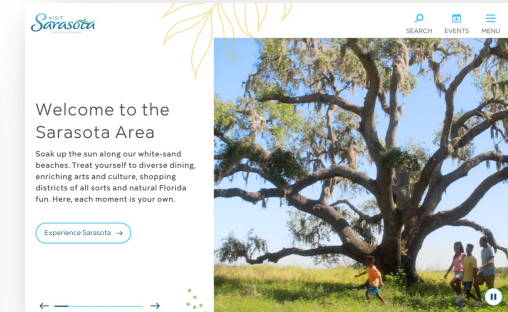 VISIT
Sarasota
SEARCH
EVENTS
MENU
Welcome to the
Sarasota Area
Soak up the sun along our white-sand
beaches. Treat yourself to diverse dining,
enriching arts and culture, shopping
districts of all sorts and natural Florida
fun. Here, each moment is your own.
Experience Sarasota →